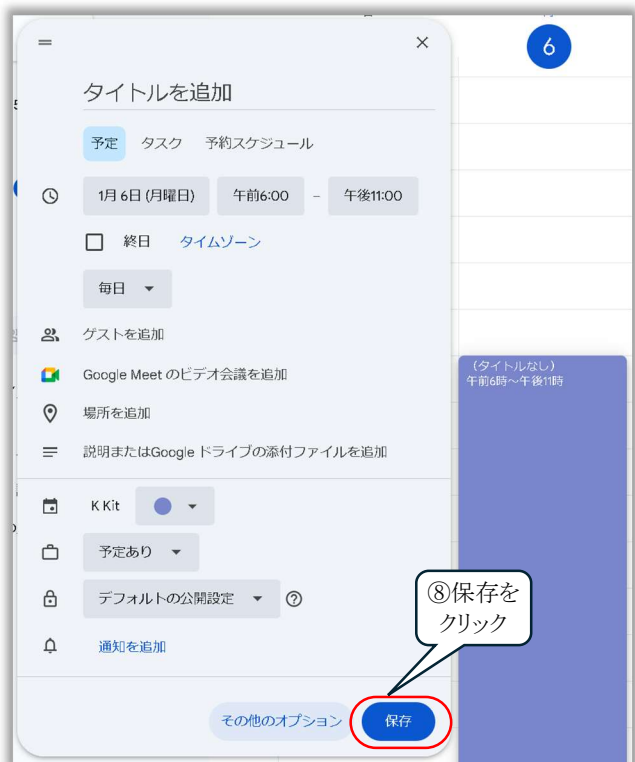 6
タイトルを追加
予定 タスク 予約スケジュール
1月 6日 (月曜日) 午前6:00 – 午後11:00
終日 タイムゾーン
毎日
ゲストを追加
Google Meet のビデオ会議を追加
(タイトルなし)
午前6時~午後11時
場所を追加
説明またはGoogle ドライブの添付ファイルを追加
K Kit
予定あり
デフォルトの公開設定
⑧保存を
クリック
通知を追加
その他のオプション 保存